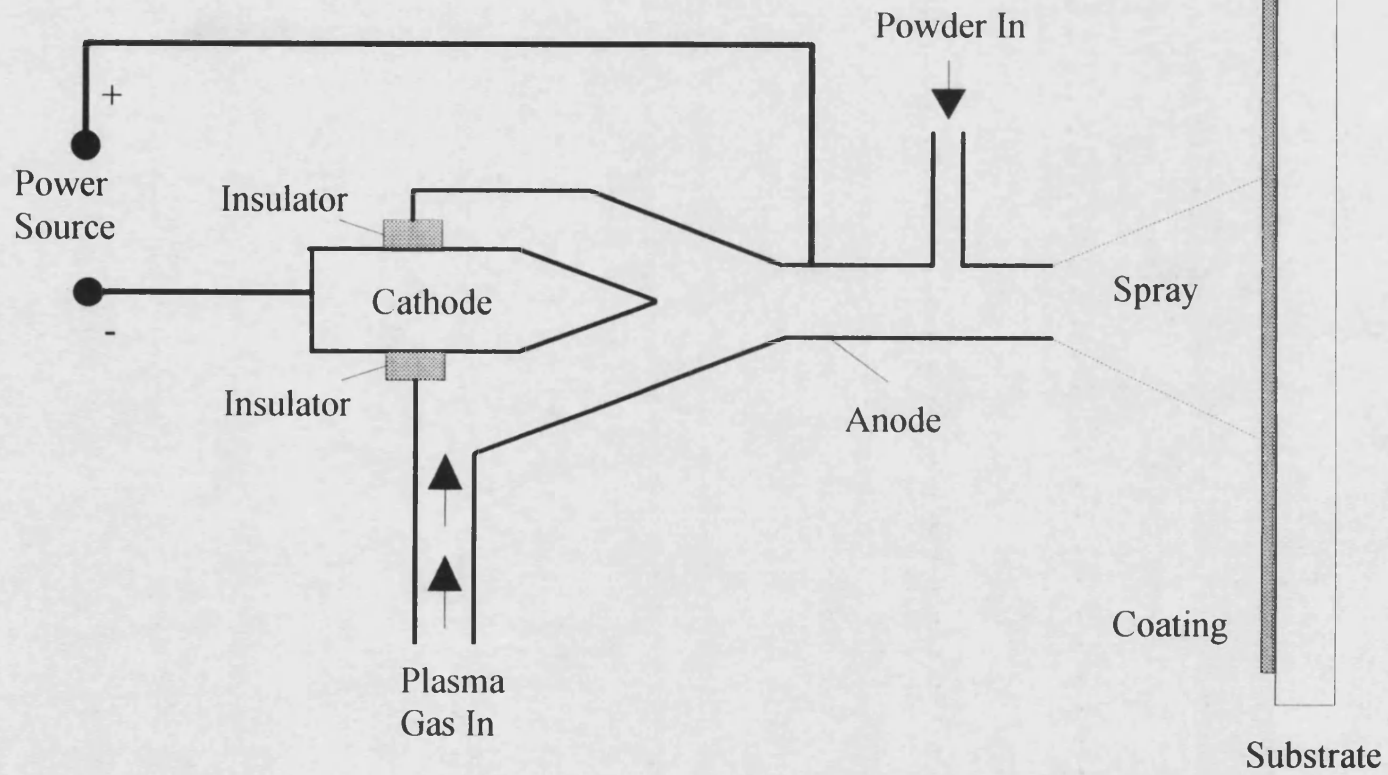 Powder In
+
Power
Source
-
Insulator
Cathode
Insulator
Spray
Anode
Coating
Plasma
Gas In
Substrate